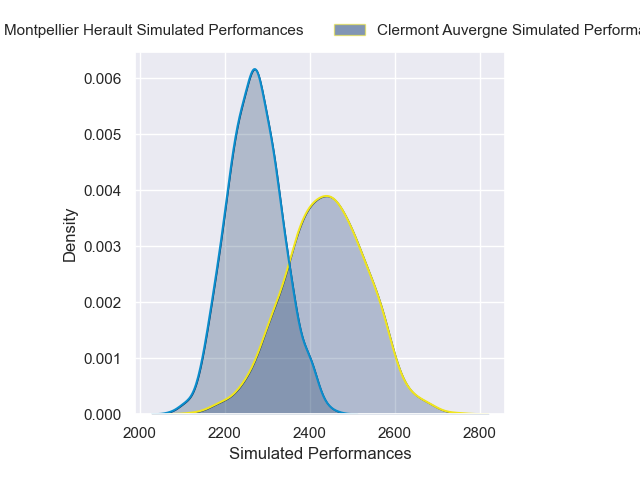 Montpellier Herault Simulated Performances
Clermont Auvergne Simulated
0.006
0.005
0.004
0.003
0.002
0.001
0.000
Density
2000 2200 2400 2600 2800
Simulated Performances